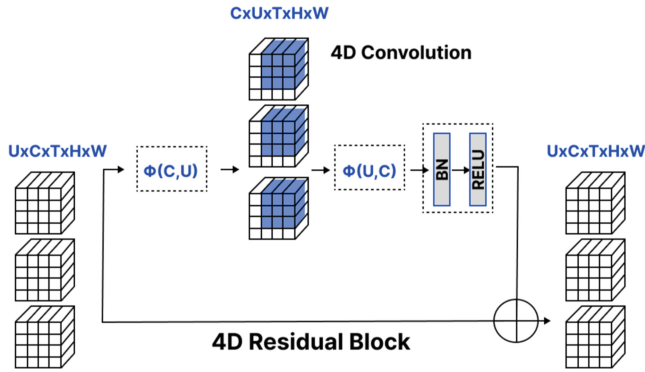 CxUxTxHxW
4D Convolution
UxCxTxHxW
Φ(C,U)
Φ(U,C)
BN
RELU
UxCxTxHxW
4D Residual Block